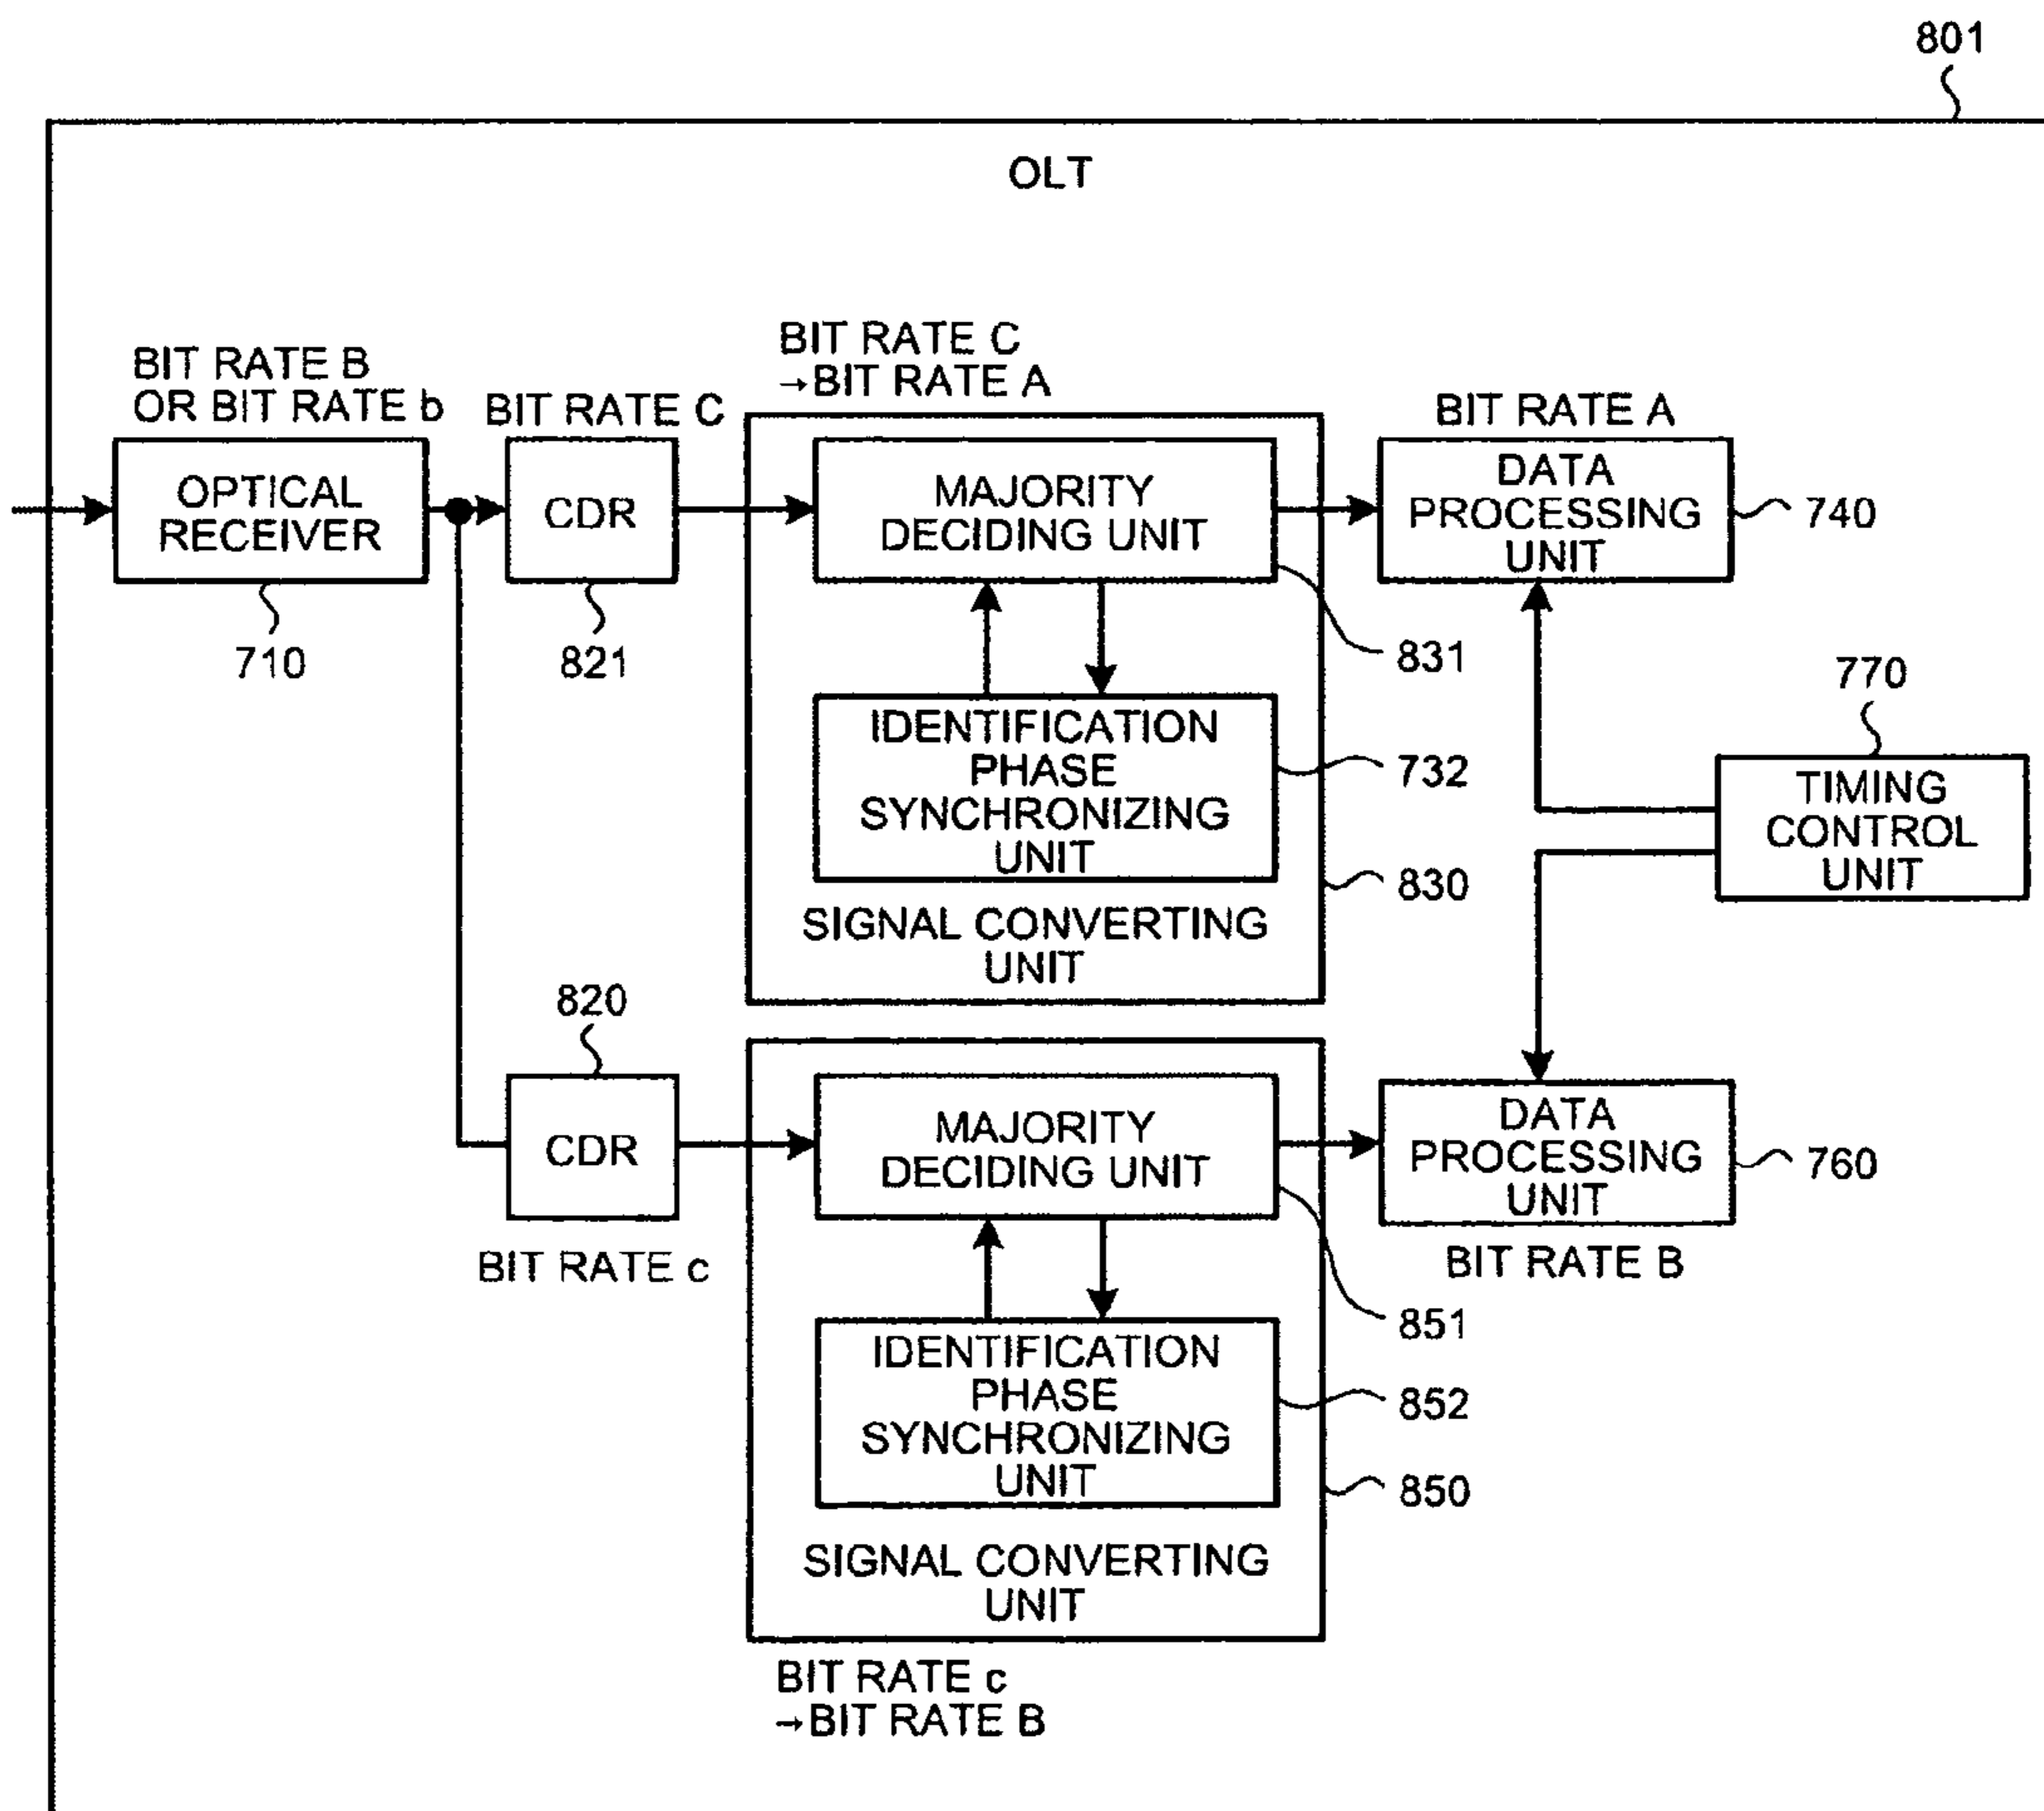 801
OLT
BIT RATE B
OR BIT RATE b
BIT RATE C
BIT RATE C
→BIT RATE A
BIT RATE A
OPTICAL
RECEIVER
CDR
MAJORITY
DECIDING UNIT
DATA
PROCESSING
UNIT
740
710
821
831
IDENTIFICATION
PHASE
SYNCHRONIZING
UNIT
732
770
TIMING
CONTROL
UNIT
830
SIGNAL CONVERTING
UNIT
820
CDR
BIT RATE c
MAJORITY
DECIDING UNIT
DATA
PROCESSING
UNIT
760
BIT RATE B
851
IDENTIFICATION
PHASE
SYNCHRONIZING
UNIT
852
850
SIGNAL CONVERTING
UNIT
BIT RATE c
→BIT RATE B